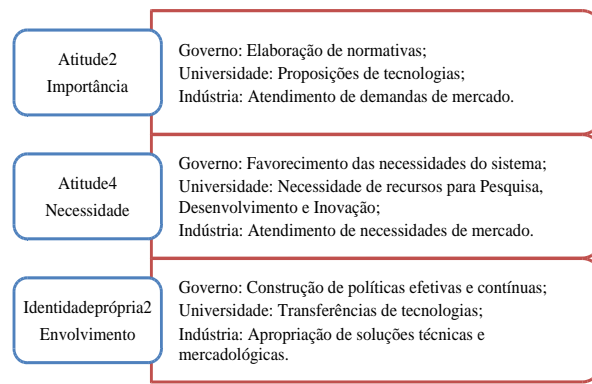 Atitude2
Importância
Governo: Elaboração de normativas;
Universidade: Proposições de tecnologias;
Indústria: Atendimento de demandas de mercado.
Atitude4
Necessidade
Governo: Favorecimento das necessidades do sistema;
Universidade: Necessidade de recursos para Pesquisa,
Desenvolvimento e Inovação;
Indústria: Atendimento de necessidades de mercado.
Identidadeprópria2
Envolvimento
Governo: Construção de políticas efetivas e contínuas;
Universidade: Transferências de tecnologias;
Indústria: Apropriação de soluções técnicas e
mercadológicas.